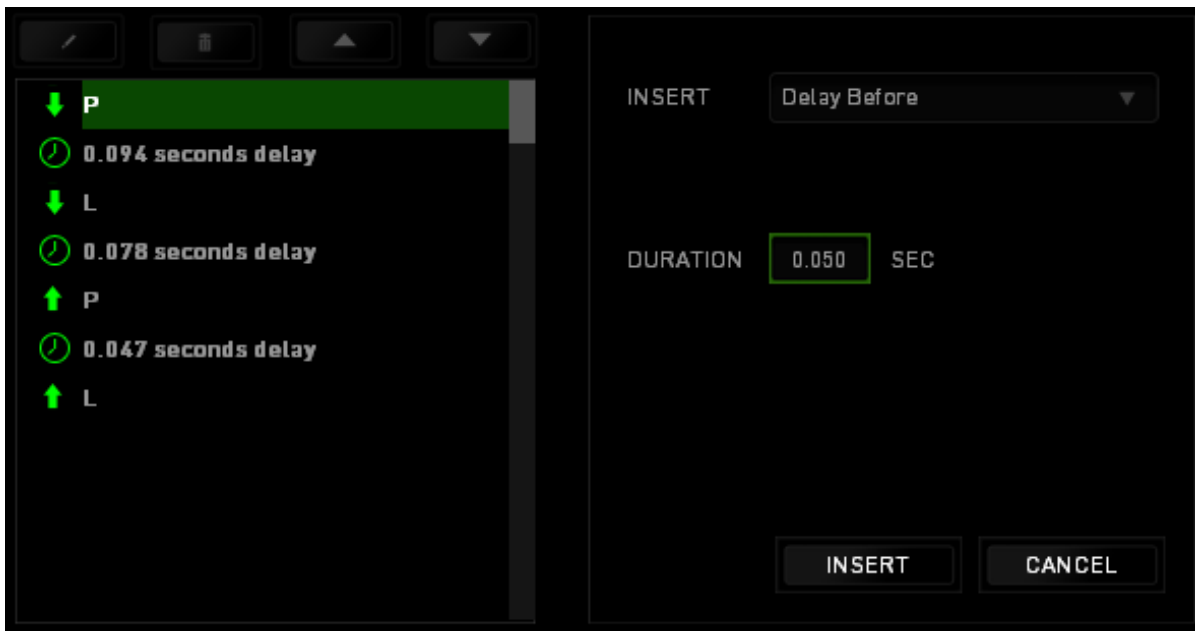 P
0.094 seconds delay
L
0.078 seconds delay
P
0.047 seconds delay
L
INSERT Delay Before
DURATION 0.050 SEC
INSERT CANCEL